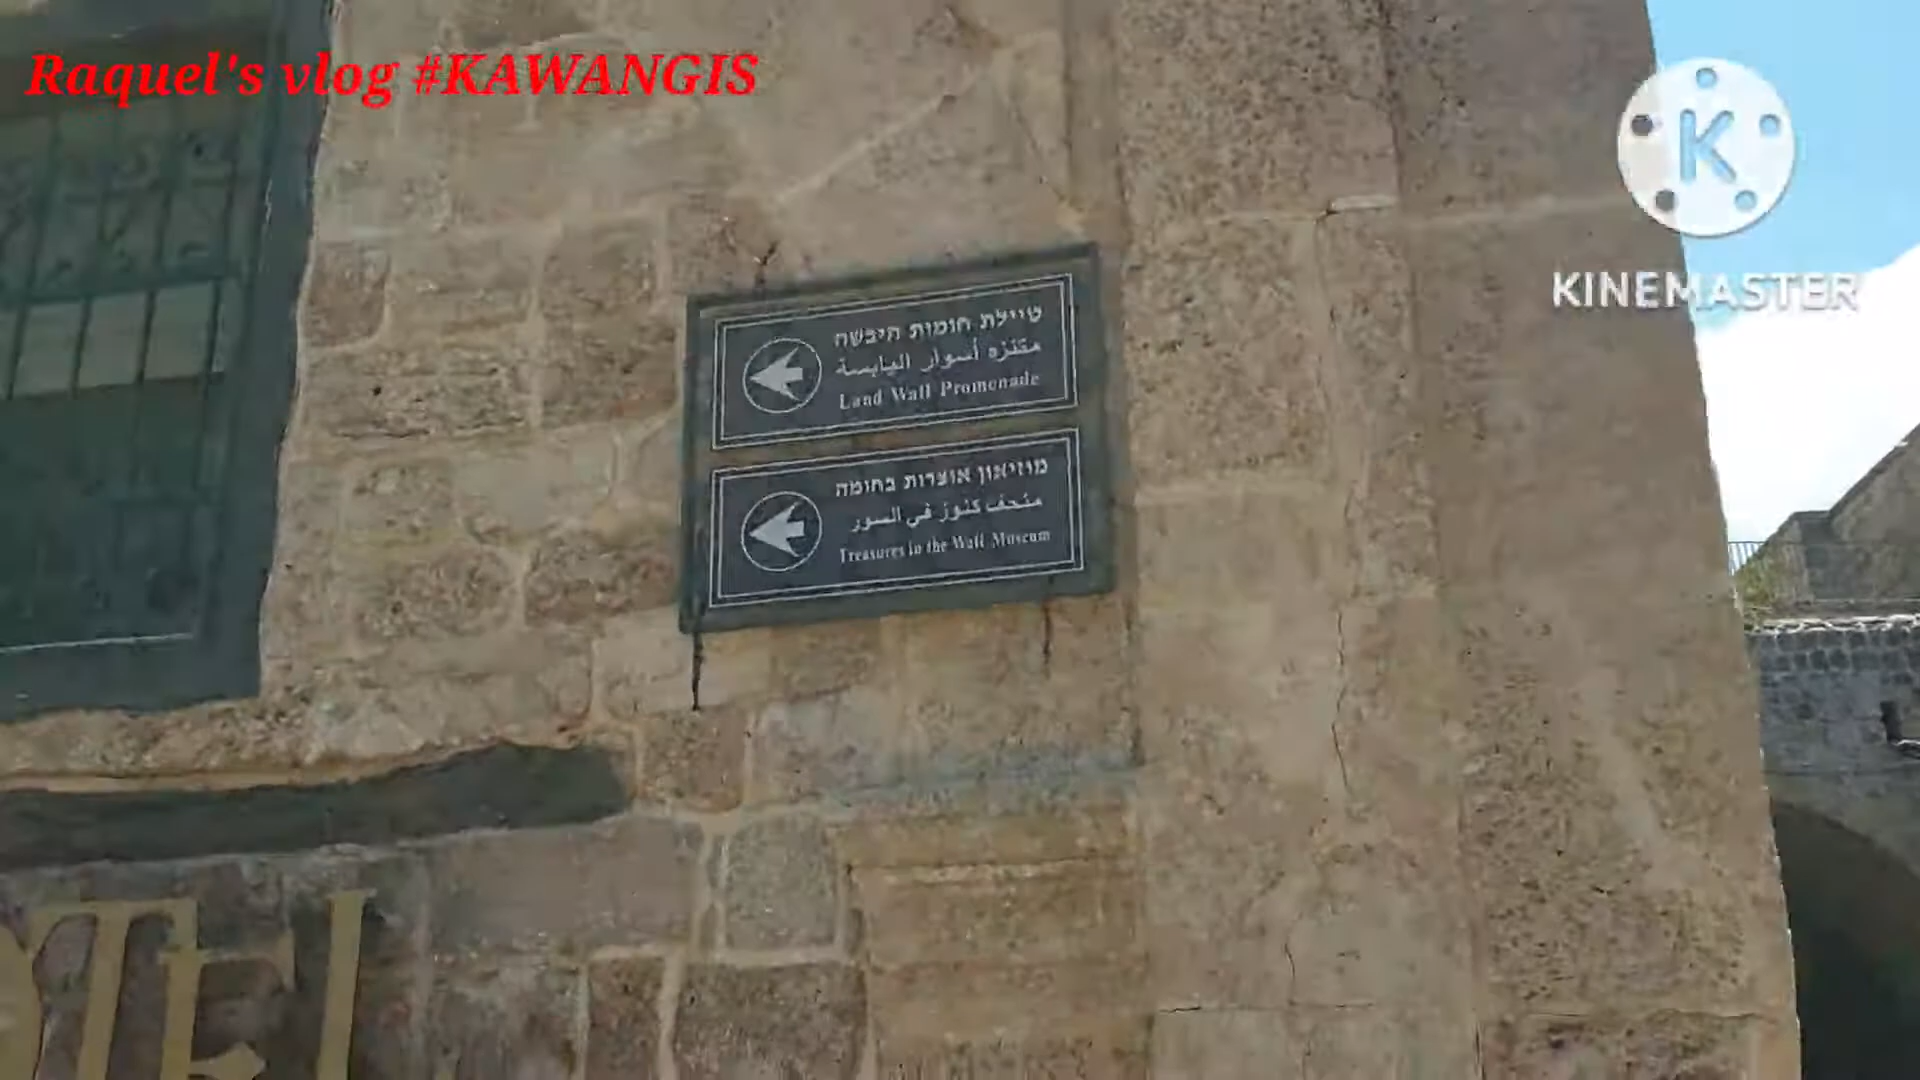 Raquel's vlog #KAWANGIS
K
KINEMASTER
טיילת חומות היבשה
متنزه أسوار اليابسة
Land Wall Promenade
מוזיאון אוצרות בחומה
متحف كنوز في السور
Treasures in the Wall Museum